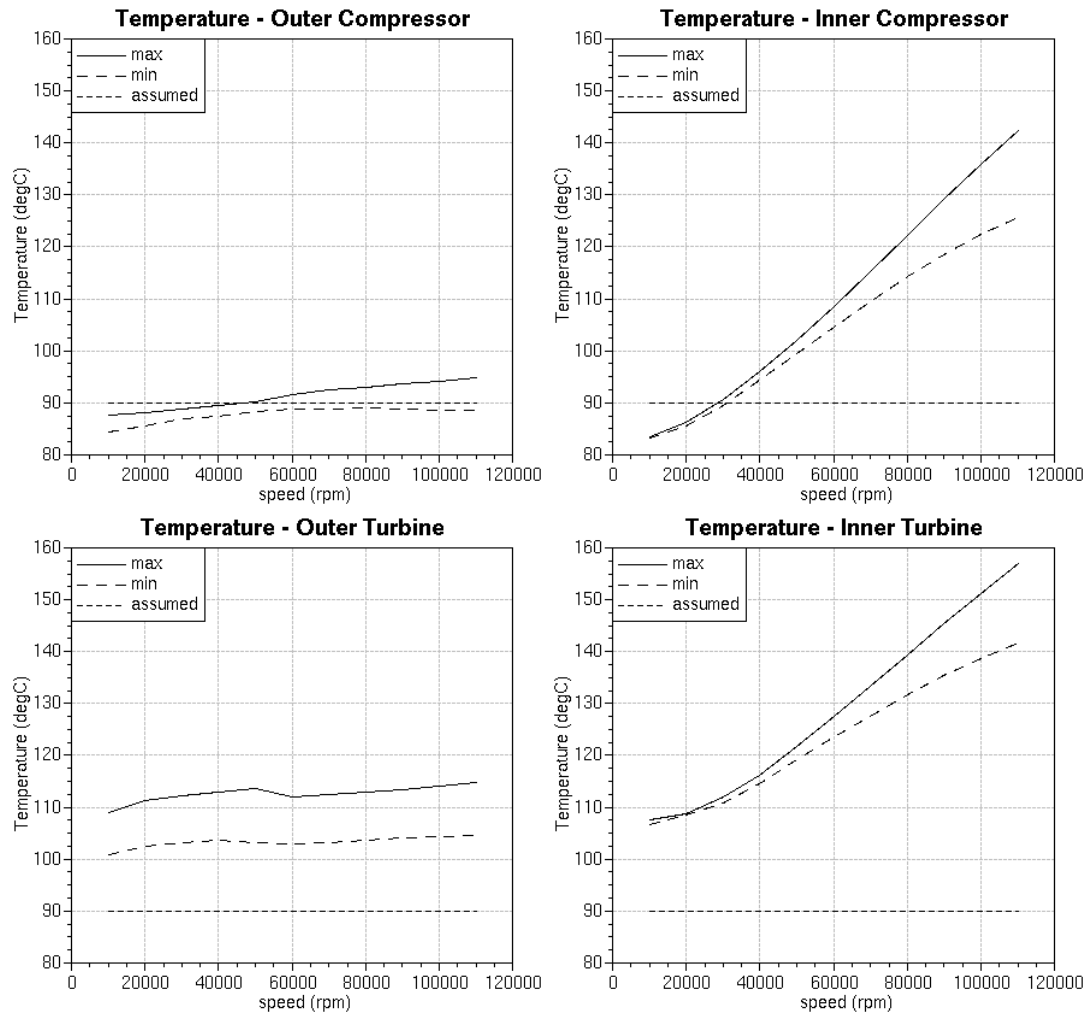 Temperature - Outer Compressor
max
min
assumed
Temperature (degC)
160
150
140
130
120
110
100
90
80
0 20000 40000 60000 80000 100000 120000
speed (rpm)
Temperature - Inner Compressor
max
min
assumed
Temperature (degC)
160
150
140
130
120
110
100
90
80
0 20000 40000 60000 80000 100000 120000
speed (rpm)
Temperature - Outer Turbine
max
min
assumed
Temperature (degC)
160
150
140
130
120
110
100
90
80
0 20000 40000 60000 80000 100000 120000
speed (rpm)
Temperature - Inner Turbine
max
min
assumed
Temperature (degC)
160
150
140
130
120
110
100
90
80
0 20000 40000 60000 80000 100000 120000
speed (rpm)